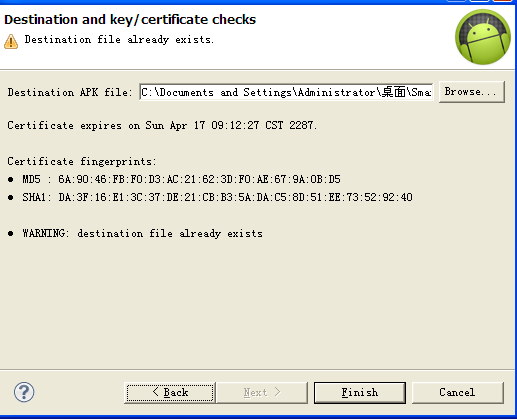 Destination and key/certificate checks
Destination file already exists.
Destination APK file: C:\Documents and Settings\Administrator\桌面\Smar Browse...
Certificate expires on Sun Apr 17 09:12:27 CST 2287.
Certificate fingerprints:
● MD5 : 6A:90:46:FB:F0:D3:AC:21:62:3D:F0:AE:67:9A:0B:D5
● SHA1: DA:3F:16:E1:3C:37:DE:21:CB:B3:5A:DA:C5:8D:51:EE:73:52:92:40
● WARNING: destination file already exists
? < Back Next > Finish Cancel